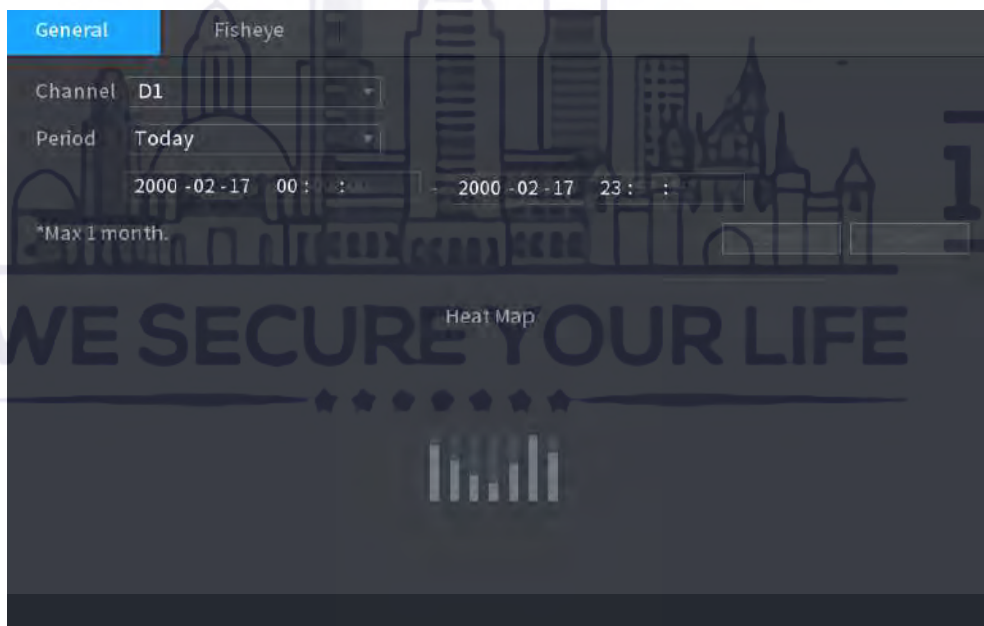 General Fisheye
Channel D1
Period Today
2000 -02 -17 00 : : - 2000 -02 -17 23 : :
*Max 1 month.
Heat Map
WE SECURE YOUR LIFE